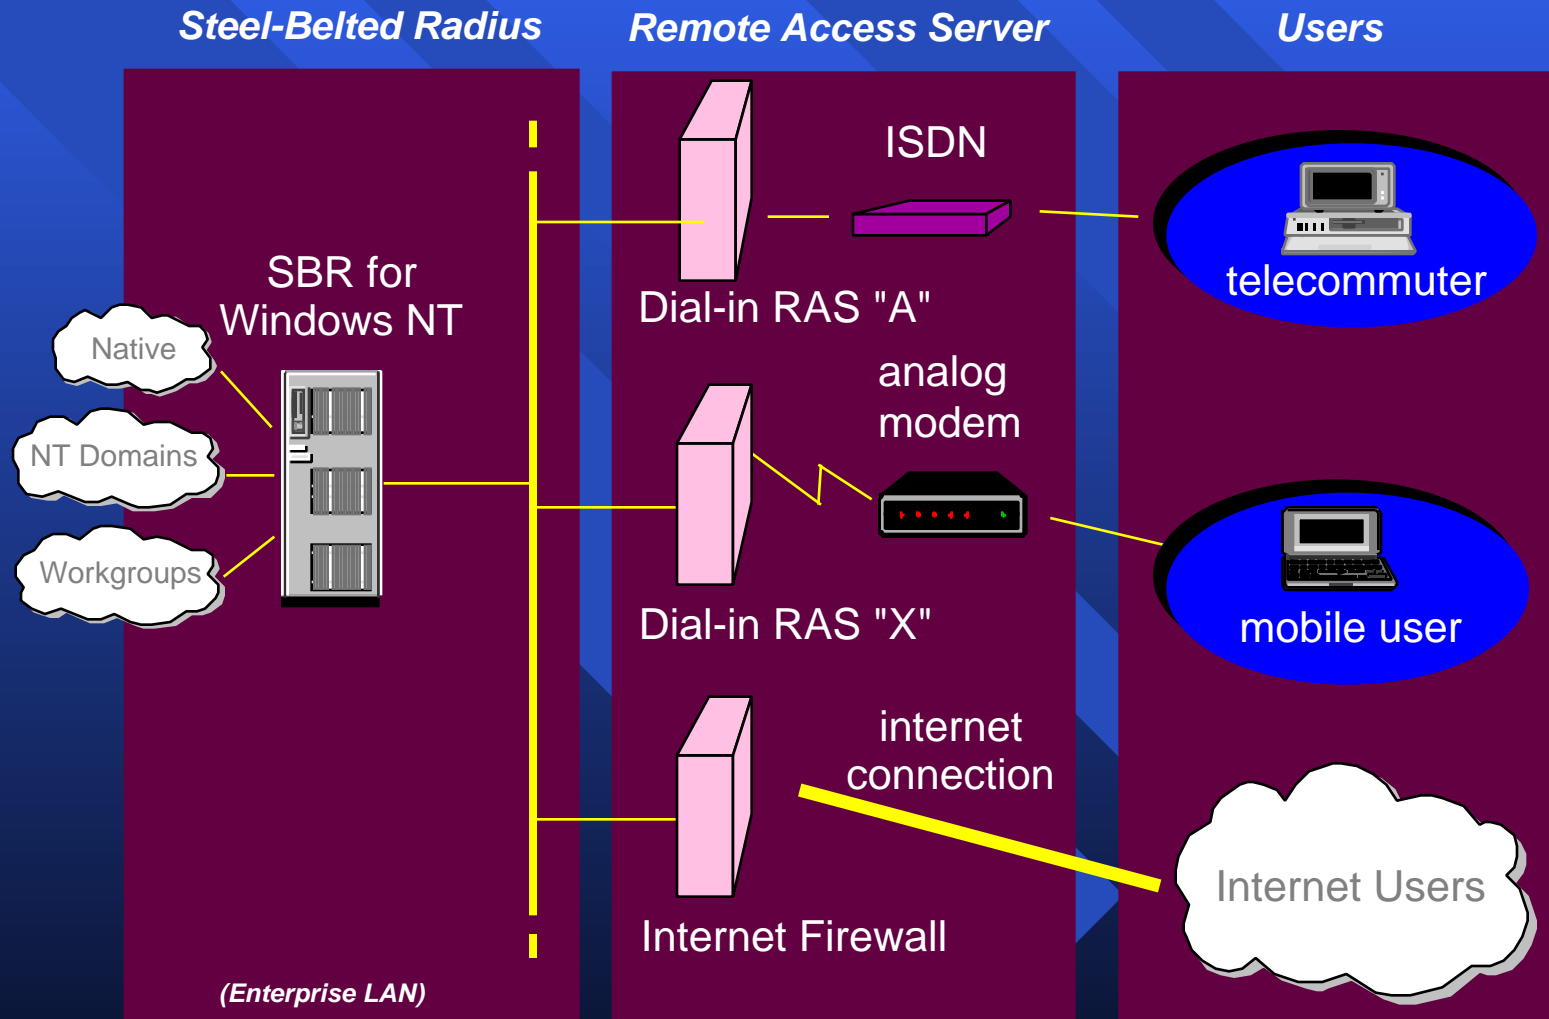 Steel-Belted Radius
Remote Access Server
Users
ISDN
telecommuter
SBR for
Windows NT
Dial-in RAS "A"
Native
NT Domains
Workgroups
analog
modem
mobile user
Dial-in RAS "X"
internet
connection
Internet Users
Internet Firewall
(Enterprise LAN)